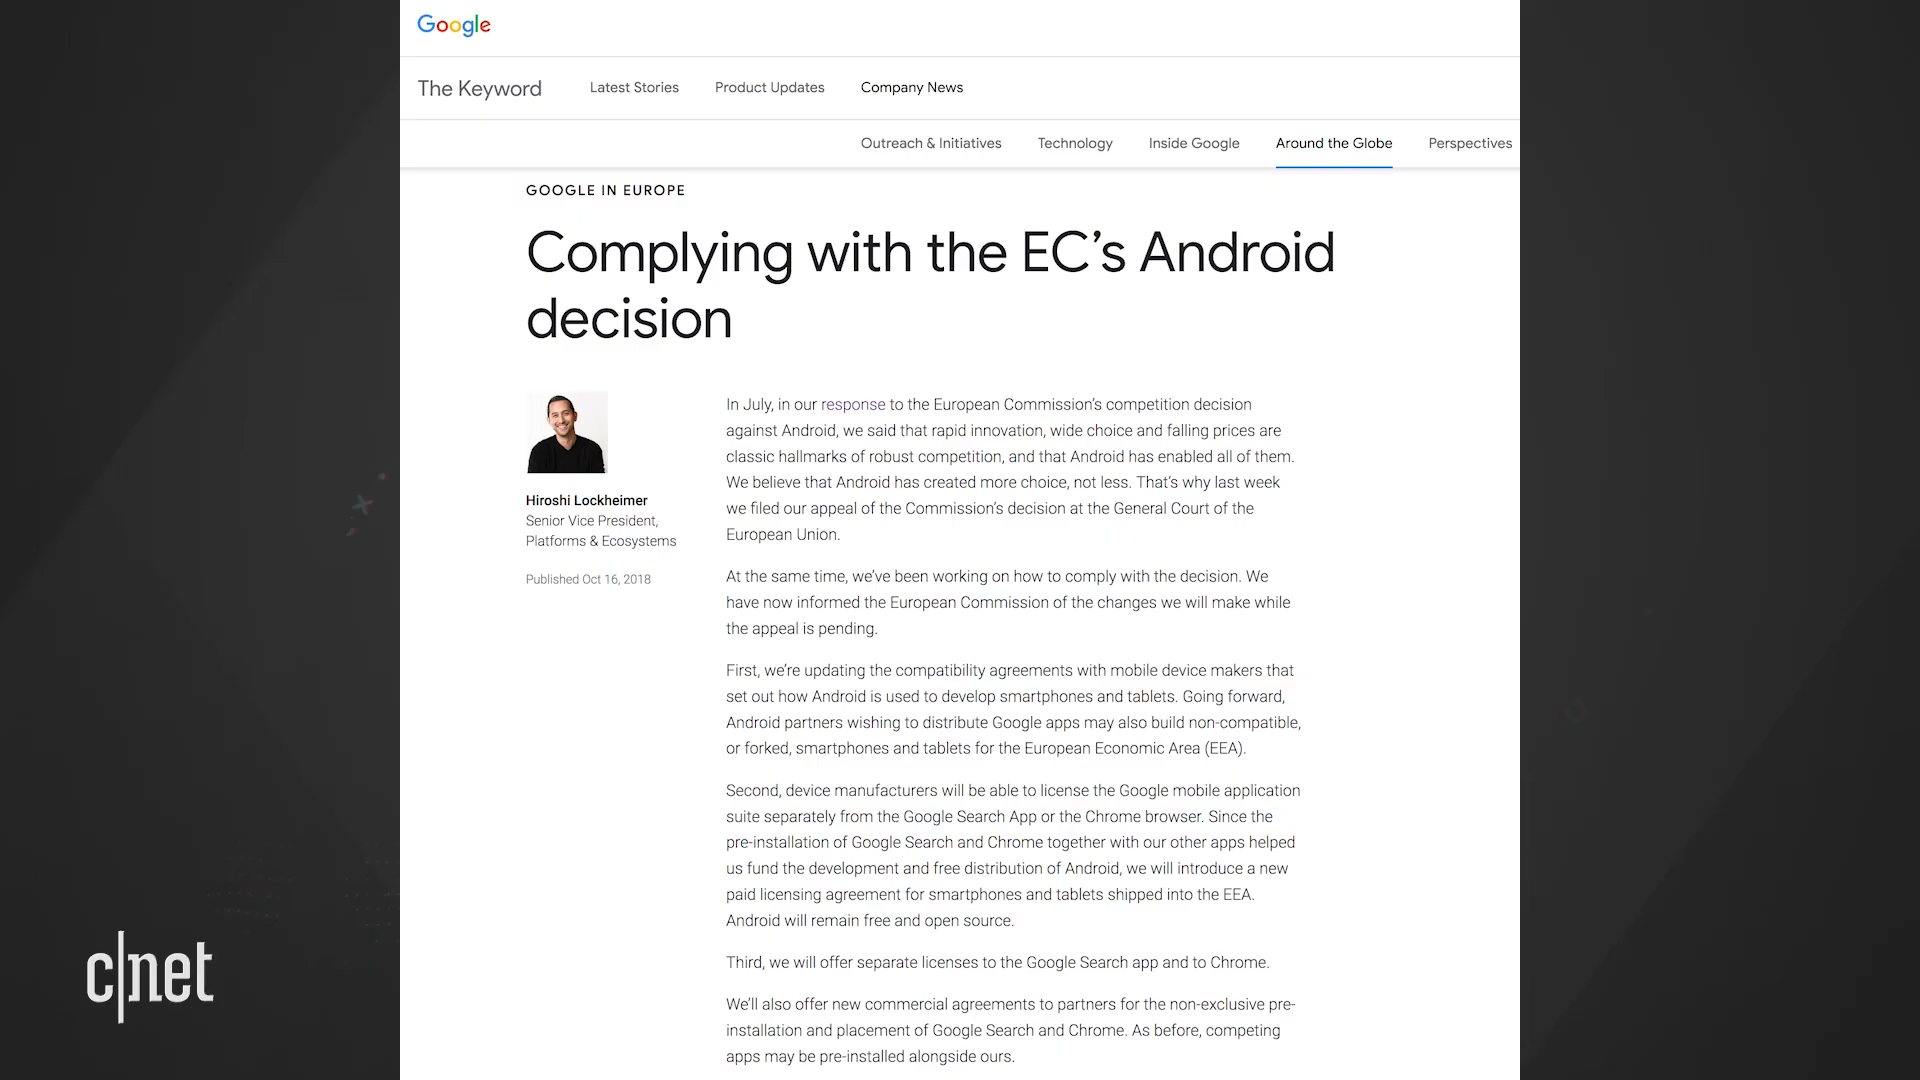 Google
The Keyword
Latest Stories
Product Updates
Company News
Outreach & Initiatives
Technology
Inside Google
Around the Globe
Perspectives
GOOGLE IN EUROPE
Complying with the EC’s Android
decision
Hiroshi Lockheimer
Senior Vice President,
Platforms & Ecosystems
Published Oct 16, 2018
In July, in our response to the European Commission’s competition decision
against Android, we said that rapid innovation, wide choice and falling prices are
classic hallmarks of robust competition, and that Android has enabled all of them.
We believe that Android has created more choice, not less. That’s why last week
we filed our appeal of the Commission’s decision at the General Court of the
European Union.
At the same time, we’ve been working on how to comply with the decision. We
have now informed the European Commission of the changes we will make while
the appeal is pending.
First, we’re updating the compatibility agreements with mobile device makers that
set out how Android is used to develop smartphones and tablets. Going forward,
Android partners wishing to distribute Google apps may also build non-compatible,
or forked, smartphones and tablets for the European Economic Area (EEA).
Second, device manufacturers will be able to license the Google mobile application
suite separately from the Google Search App or the Chrome browser. Since the
pre-installation of Google Search and Chrome together with our other apps helped
us fund the development and free distribution of Android, we will introduce a new
paid licensing agreement for smartphones and tablets shipped into the EEA.
Android will remain free and open source.
Third, we will offer separate licenses to the Google Search app and to Chrome.
We’ll also offer new commercial agreements to partners for the non-exclusive pre-
installation and placement of Google Search and Chrome. As before, competing
apps may be pre-installed alongside ours.
c|net